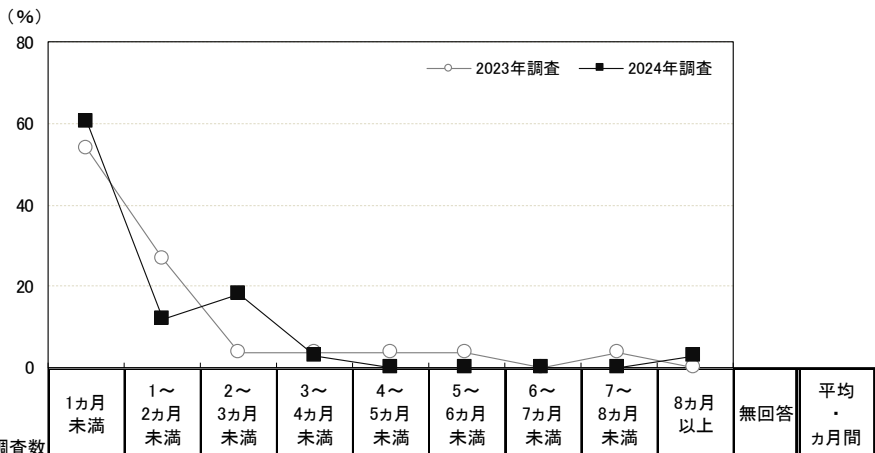 （%）
80
60
40
20
0
2023年調査
2024年調査
1ヵ月
未満
1～
2ヵ月
未満
2～
3ヵ月
未満
3～
4ヵ月
未満
4～
5ヵ月
未満
5～
6ヵ月
未満
6～
7ヵ月
未満
7～
8ヵ月
未満
8ヵ月
以上
無回答
平均
・
ヵ月間
調査数